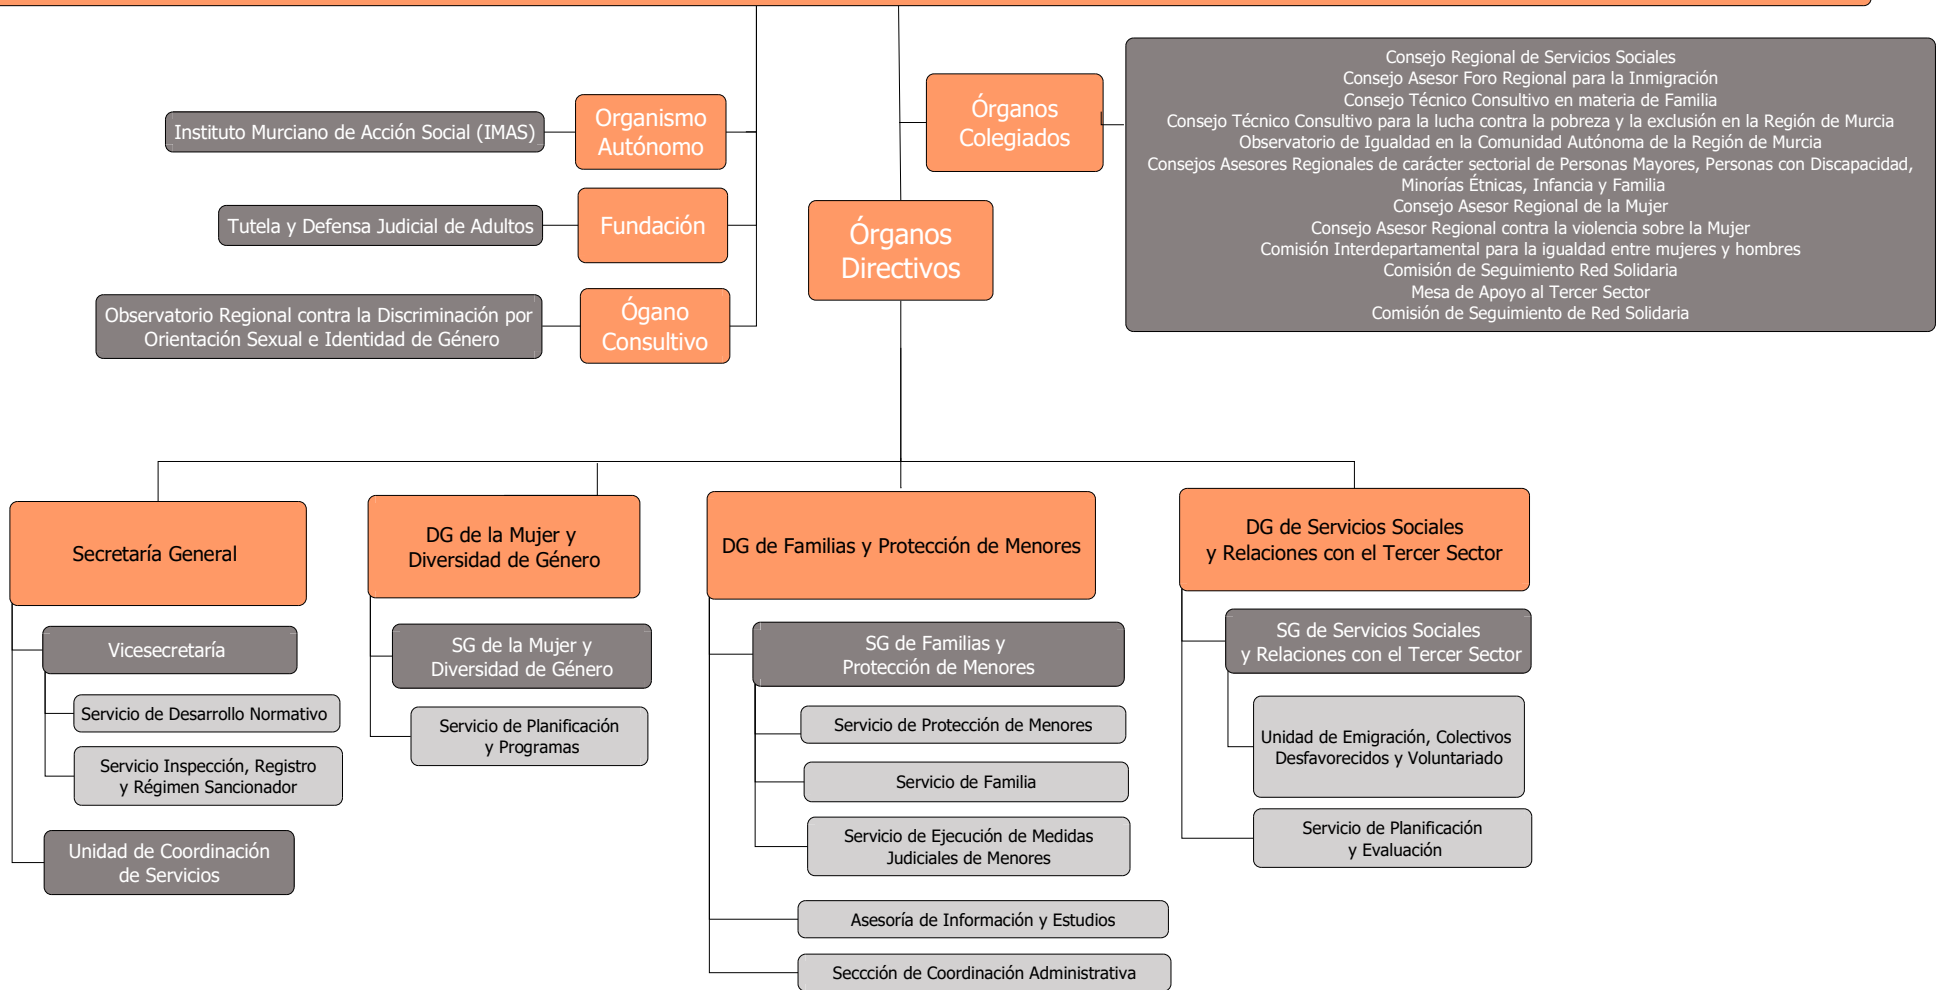 Consejo Regional de Servicios Sociales
Consejo Asesor Foro Regional para la Inmigración
Consejo Técnico Consultivo en materia de Familia
Consejo Técnico Consultivo para la lucha contra la pobreza y la exclusión en la Región de Murcia
Observatorio de Igualdad en la Comunidad Autónoma de la Región de Murcia
Consejos Asesores Regionales de carácter sectorial de Personas Mayores, Personas con Discapacidad,
Minorías Étnicas, Infancia y Familia
Consejo Asesor Regional de la Mujer
Consejo Asesor Regional contra la violencia sobre la Mujer
Comisión Interdepartamental para la igualdad entre mujeres y hombres
Comisión de Seguimiento Red Solidaria
Mesa de Apoyo al Tercer Sector
Comisión de Seguimiento de Red Solidaria
Órganos
Colegiados
Instituto Murciano de Acción Social (IMAS)
Organismo
Autónomo
Tutela y Defensa Judicial de Adultos
Fundación
Observatorio Regional contra la Discriminación por
Orientación Sexual e Identidad de Género
Ógano
Consultivo
Órganos
Directivos
Secretaría General
Vicesecretaría
Servicio de Desarrollo Normativo
Servicio Inspección, Registro
y Régimen Sancionador
Unidad de Coordinación
de Servicios
DG de la Mujer y
Diversidad de Género
SG de la Mujer y
Diversidad de Género
Servicio de Planificación
y Programas
DG de Familias y Protección de Menores
SG de Familias y
Protección de Menores
Servicio de Protección de Menores
Servicio de Familia
Servicio de Ejecución de Medidas
Judiciales de Menores
Asesoría de Información y Estudios
Seccción de Coordinación Administrativa
DG de Servicios Sociales
y Relaciones con el Tercer Sector
SG de Servicios Sociales
y Relaciones con el Tercer Sector
Unidad de Emigración, Colectivos
Desfavorecidos y Voluntariado
Servicio de Planificación
y Evaluación